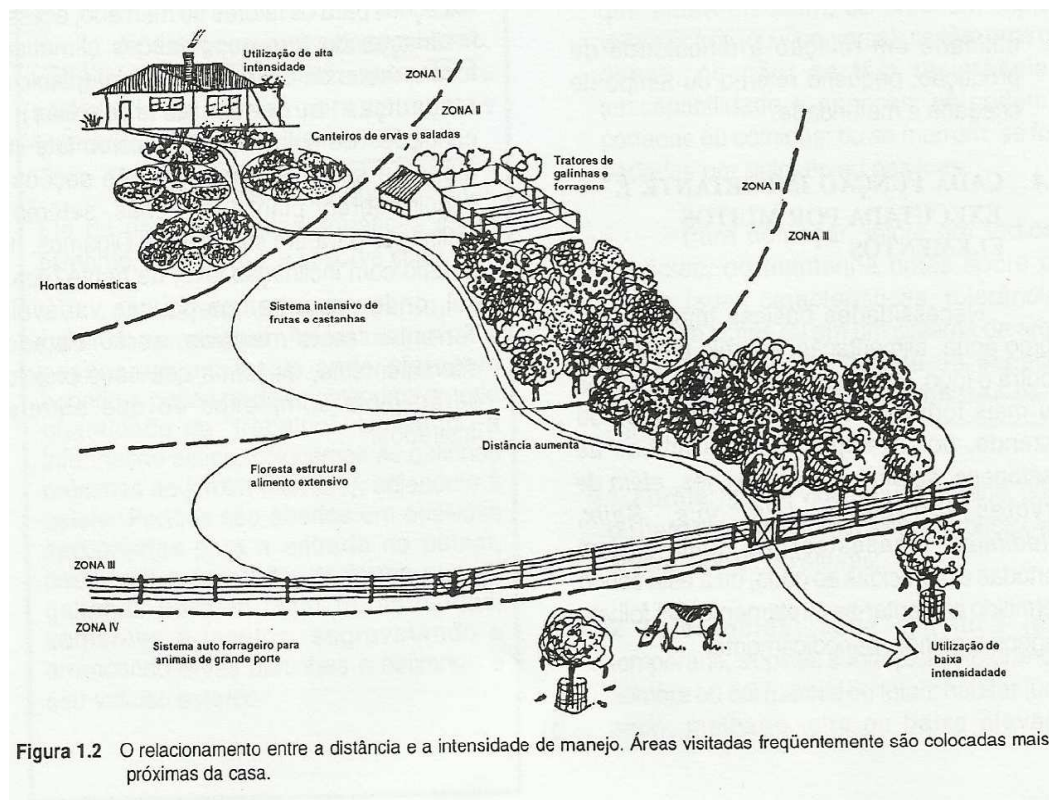 Utilização de alta
intensidade
ZONA I
ZONA II
Canteiros de ervas e saladas
Tratores de
galinhas e
forragens
ZONA II
ZONA III
Hortas domésticas
Sistema intensivo de
frutas e castanhas
Distância aumenta
Floresta estrutural e
alimento extensivo
ZONA III
ZONA IV
Sistema auto forrageiro para
animais de grande porte
Utilização de
baixa
intensidadade
Figura 1.2 O relacionamento entre a distância e a intensidade de manejo. Áreas visitadas freqüentemente são colocadas mais
próximas da casa.